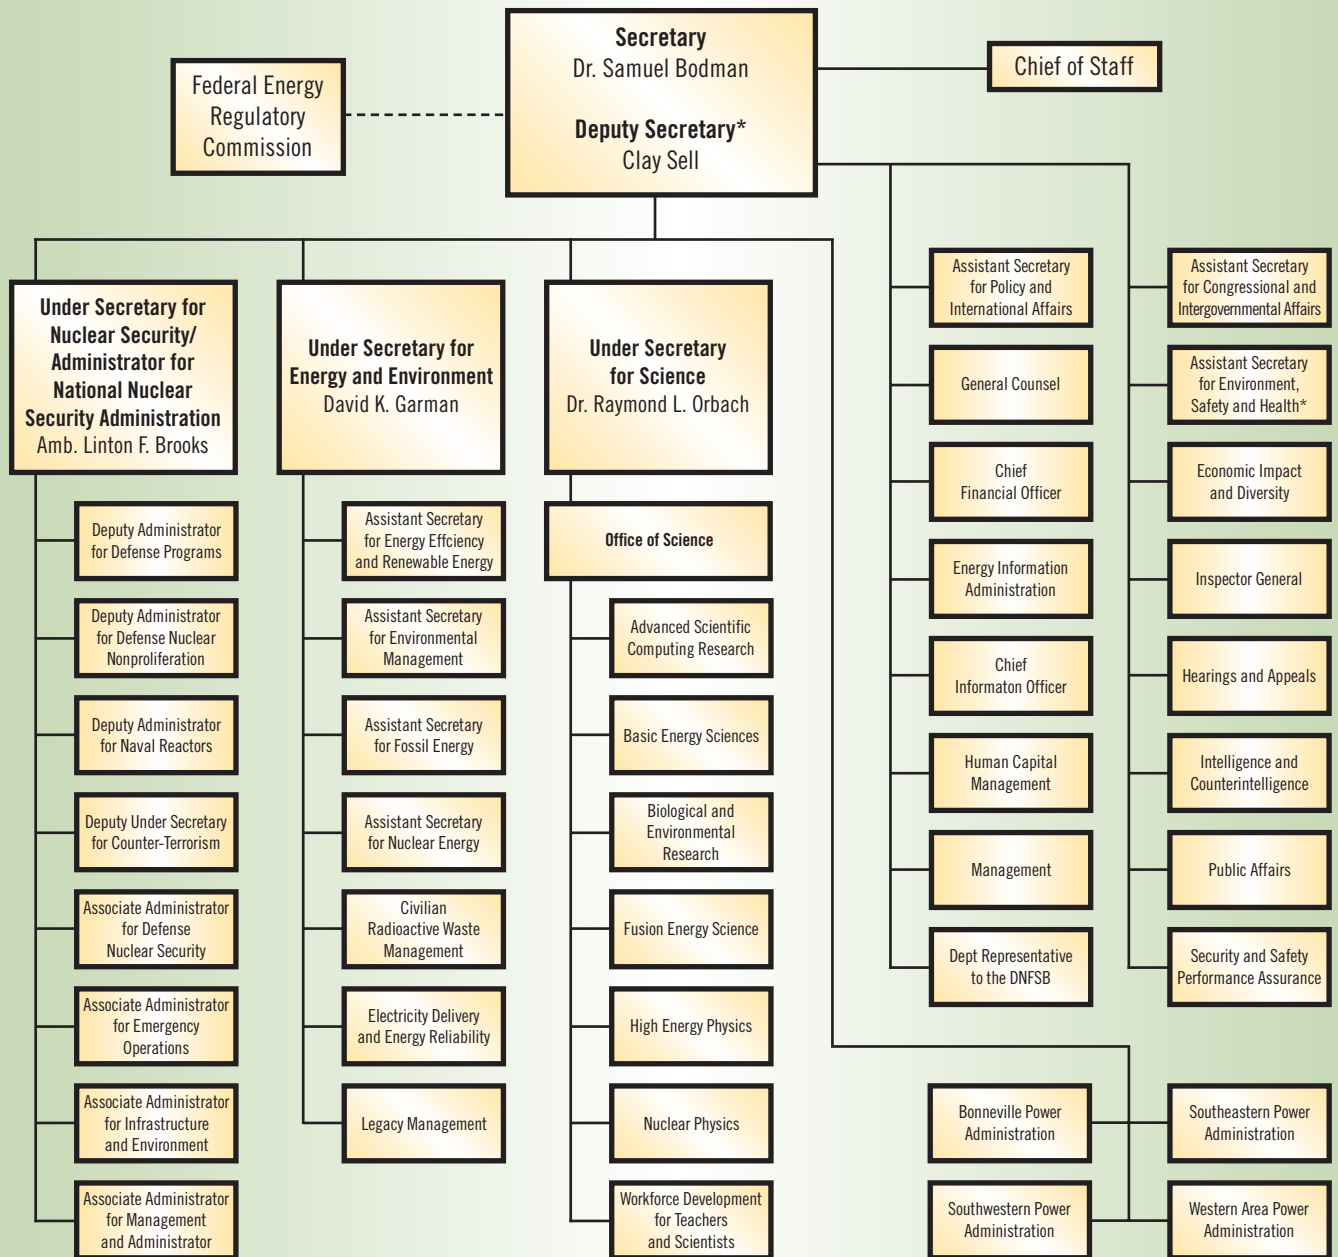 Secretary
Dr. Samuel Bodman
Deputy Secretary*
Clay Sell
Chief of Staff
Federal Energy
Regulatory
Commission
Under Secretary for
Nuclear Security/
Administrator for
National Nuclear
Security Administration
Amb. Linton F. Brooks
Deputy Administrator
for Defense Programs
Deputy Administrator
for Defense Nuclear
Nonproliferation
Deputy Administrator
for Naval Reactors
Deputy Under Secretary
for Counter-Terrorism
Associate Administrator
for Defense
Nuclear Security
Associate Administrator
for Emergency
Operations
Associate Administrator
for Infrastructure
and Environment
Associate Administrator
for Management
and Administrator
Under Secretary for
Energy and Environment
David K. Garman
Assistant Secretary
for Energy Effciency
and Renewable Energy
Assistant Secretary
for Environmental
Management
Assistant Secretary
for Fossil Energy
Assistant Secretary
for Nuclear Energy
Civilian
Radioactive Waste
Management
Electricity Delivery
and Energy Reliability
Legacy Management
Under Secretary
for Science
Dr. Raymond L. Orbach
Office of Science
Advanced Scientific
Computing Research
Basic Energy Sciences
Biological and
Environmental
Research
Fusion Energy Science
High Energy Physics
Nuclear Physics
Workforce Development
for Teachers
and Scientists
Assistant Secretary
for Policy and
International Affairs
General Counsel
Chief
Financial Officer
Energy Information
Administration
Chief
Informaton Officer
Human Capital
Management
Management
Dept Representative
to the DNFSB
Assistant Secretary
for Congressional and
Intergovernmental Affairs
Assistant Secretary
for Environment,
Safety and Health*
Economic Impact
and Diversity
Inspector General
Hearings and Appeals
Intelligence and
Counterintelligence
Public Affairs
Security and Safety
Performance Assurance
Bonneville Power
Administration
Southeastern Power
Administration
Southwestern Power
Administration
Western Area Power
Administration